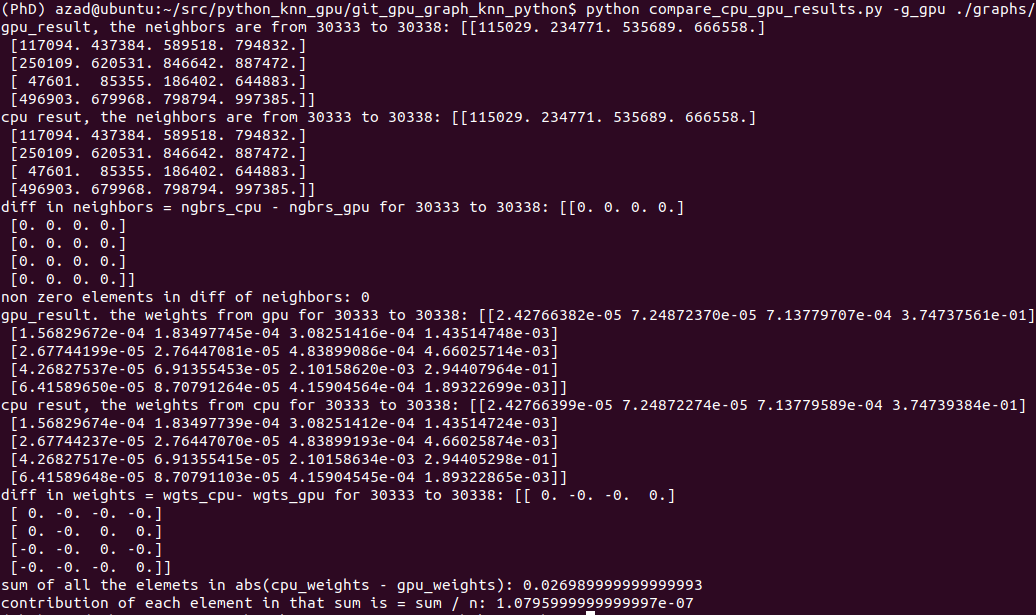 (PhD) azad@ubuntu:~/src/python_knn_gpu/git_gpu_graph_knn_python$ python compare_cpu_gpu_results.py -g_gpu ./graphs/
gpu_result, the neighbors are from 30333 to 30338: [[115029. 234771. 535689. 666558.]
[117094. 437384. 589518. 794832.]
[250109. 620531. 846642. 887472.]
[ 47601.  85355. 186402. 644883.]
[496903. 679968. 798794. 997385.]]
cpu resut, the neighbors are from 30333 to 30338: [[115029. 234771. 535689. 666558.]
[117094. 437384. 589518. 794832.]
[250109. 620531. 846642. 887472.]
[ 47601.  85355. 186402. 644883.]
[496903. 679968. 798794. 997385.]]
diff in neighbors = ngbrs_cpu - ngbrs_gpu for 30333 to 30338: [[0. 0. 0. 0.]
[0. 0. 0. 0.]
[0. 0. 0. 0.]
[0. 0. 0. 0.]
[0. 0. 0. 0.]]
non zero elements in diff of neighbors: 0
gpu_result. the weights from gpu for 30333 to 30338: [[2.42766382e-05 7.24872370e-05 7.13779707e-04 3.74737561e-01]
[1.56829672e-04 1.83497745e-04 3.08251416e-04 1.43514748e-03]
[2.67744199e-05 2.76447081e-05 4.83899086e-04 4.66025714e-03]
[4.26827537e-05 6.91355453e-05 2.10158620e-03 2.94407964e-01]
[6.41589650e-05 8.70791264e-05 4.15904564e-04 1.89322699e-03]]
cpu resut, the weights from cpu for 30333 to 30338: [[2.42766399e-05 7.24872274e-05 7.13779589e-04 3.74739384e-01]
[1.56829674e-04 1.83497739e-04 3.08251412e-04 1.43514724e-03]
[2.67744237e-05 2.76447070e-05 4.83899193e-04 4.66025874e-03]
[4.26827517e-05 6.91355415e-05 2.10158634e-03 2.94405298e-01]
[6.41589648e-05 8.70791103e-05 4.15904545e-04 1.89322865e-03]]
diff in weights = wgts_cpu- wgts_gpu for 30333 to 30338: [[ 0. -0. -0.  0.]
[ 0. -0. -0. -0.]
[ 0. -0.  0.  0.]
[-0. -0.  0. -0.]
[-0. -0. -0.  0.]]
sum of all the elemets in abs(cpu_weights - gpu_weights): 0.026989999999999993
contribution of each element in that sum is = sum / n: 1.0795999999999997e-07